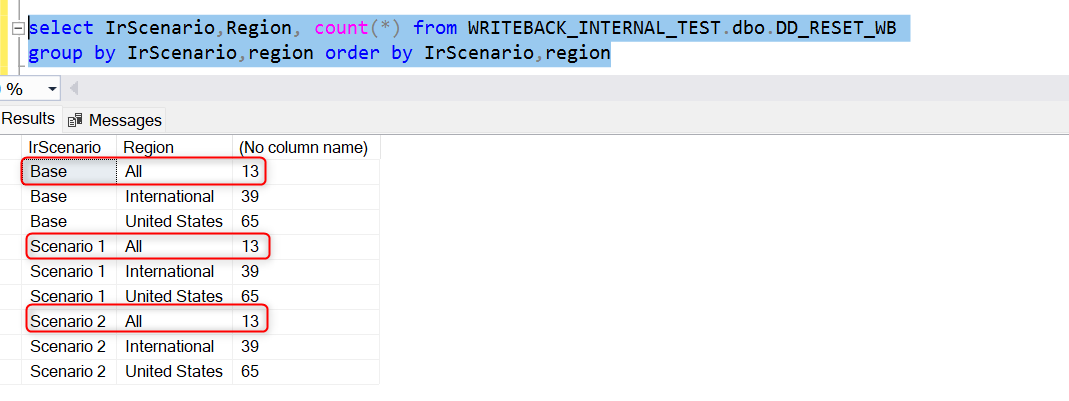 select IrScenario,Region, count(*) from WRITEBACK_INTERNAL_TEST.dbo.DD_RESET_WB
group by IrScenario,region order by IrScenario,region
%
Results Messages
IrScenario Region (No column name)
Base All 13
Base International 39
Base United States 65
Scenario 1 All 13
Scenario 1 International 39
Scenario 1 United States 65
Scenario 2 All 13
Scenario 2 International 39
Scenario 2 United States 65